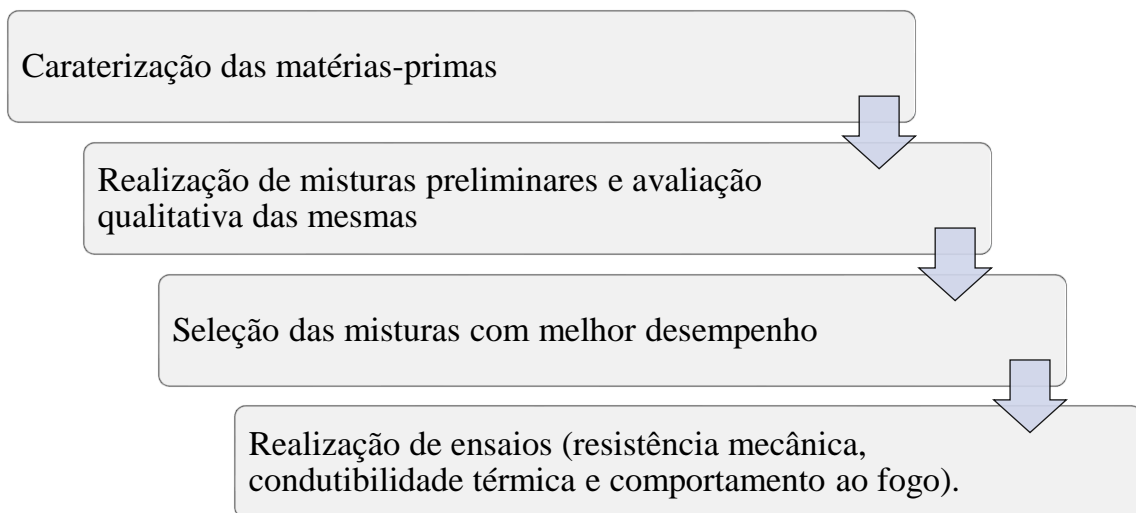 Caraterização das matérias-primas
Realização de misturas preliminares e avaliação
qualitativa das mesmas
Seleção das misturas com melhor desempenho
Realização de ensaios (resistência mecânica,
condutibilidade térmica e comportamento ao fogo).